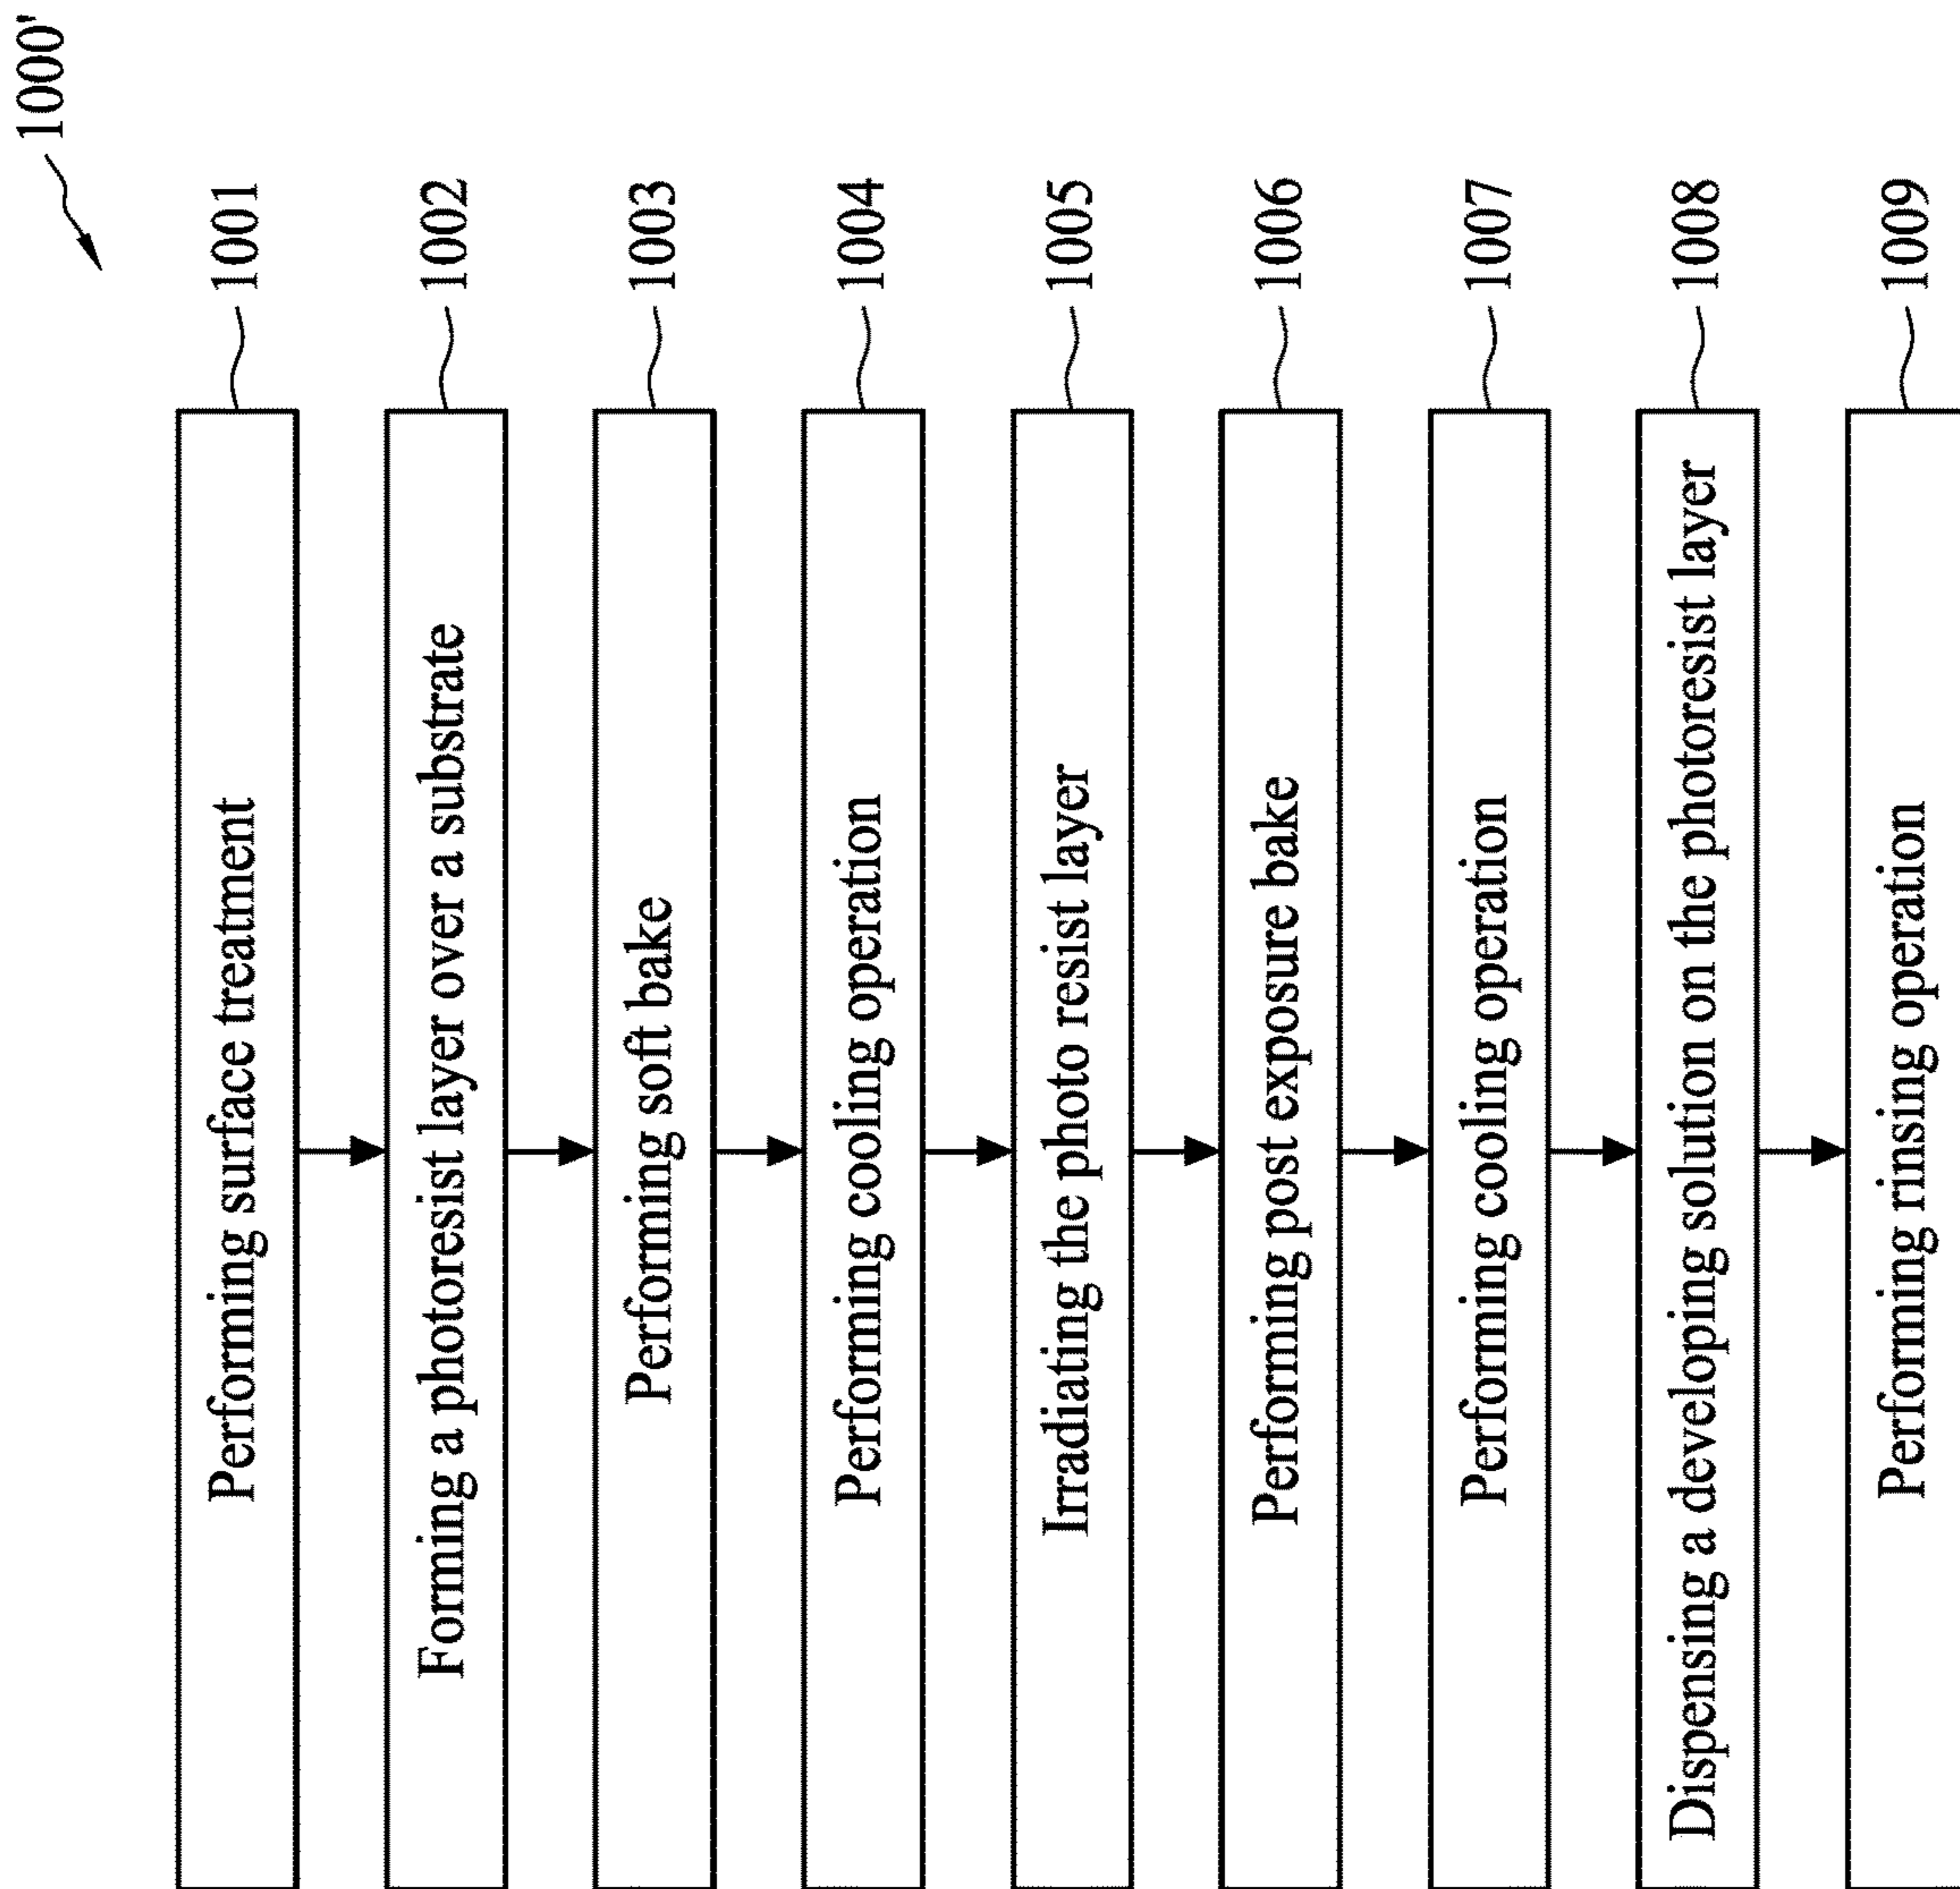 1000'
Performing surface treatment
1001
Forming a photoresist layer over a substrate
1002
Performing soft bake
1003
Performing cooling operation
1004
Irradiating the photo resist layer
1005
Performing post exposure bake
1006
Performing cooling operation
1007
Dispensing a developing solution on the photoresist layer
1008
Performing rinsing operation
1009